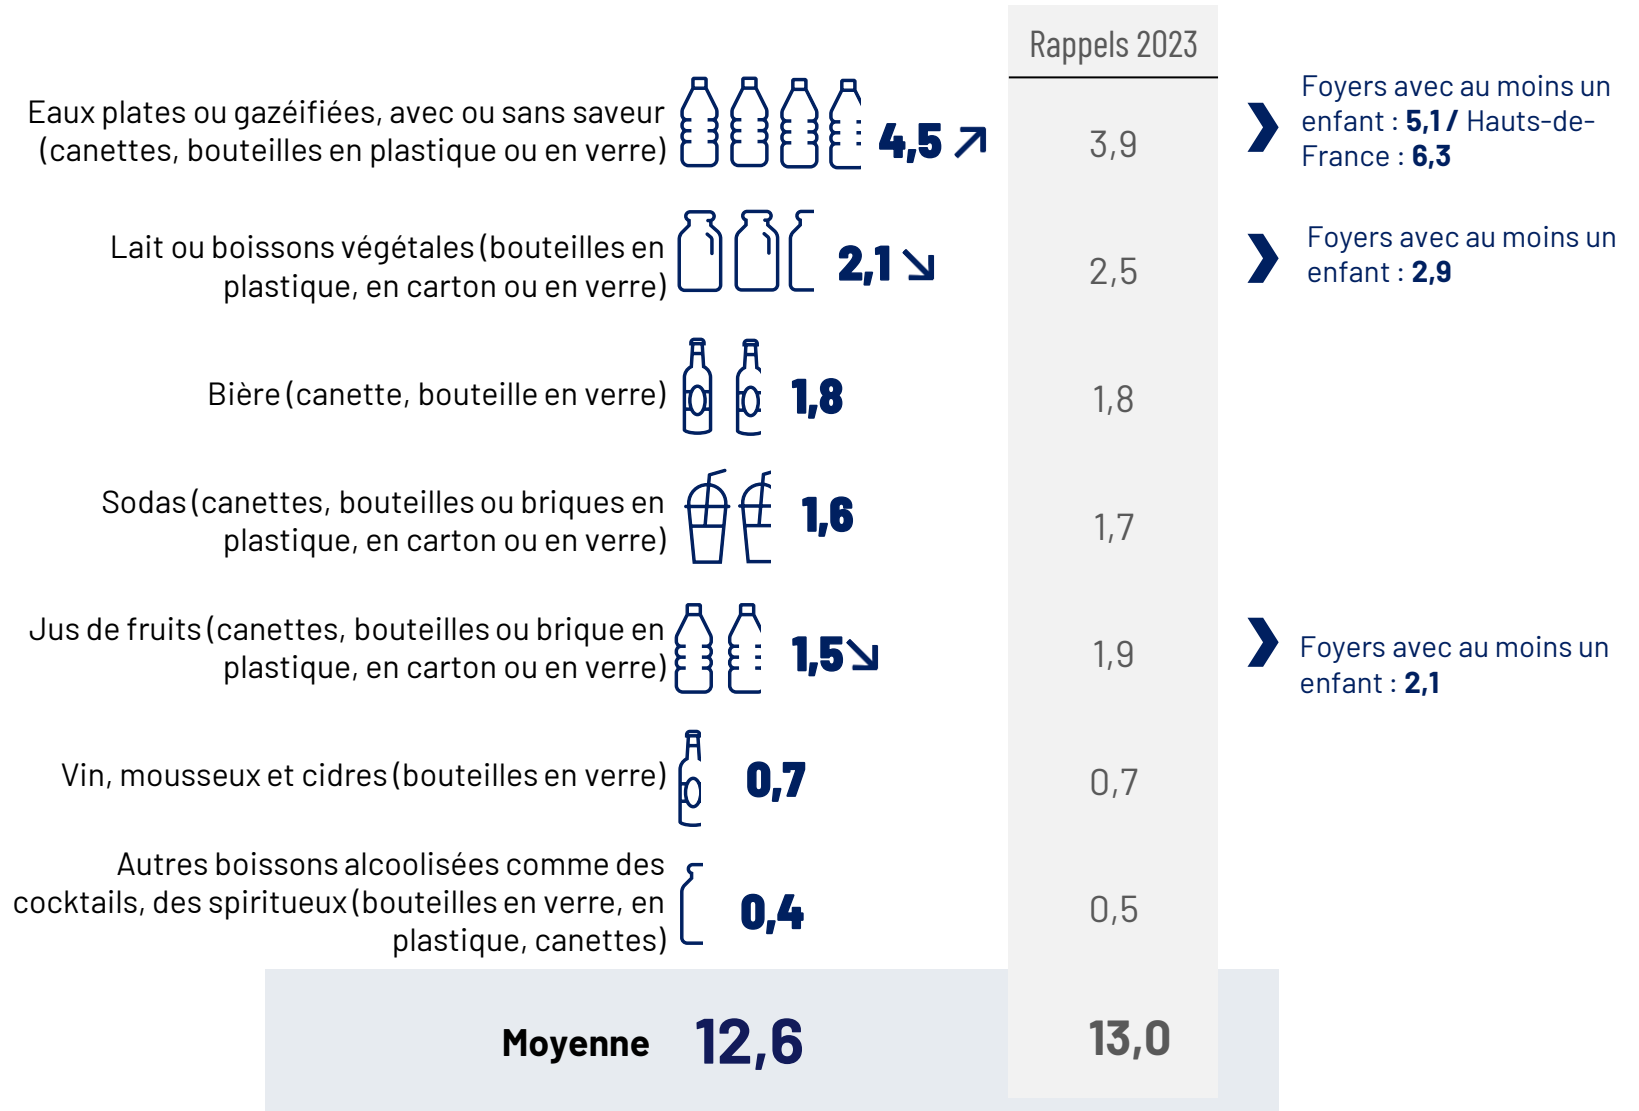 Rappels 2023
Eaux plates ou gazéifiées, avec ou sans saveur
(canettes, bouteilles en plastique ou en verre)
4,5
3,9
Foyers avec au moins un
enfant : 5,1 / Hauts-de-
France : 6,3
Lait ou boissons végétales (bouteilles en
plastique, en carton ou en verre)
2,1
2,5
Foyers avec au moins un
enfant : 2,9
Bière (canette, bouteille en verre)
1,8
1,8
Sodas (canettes, bouteilles ou briques en
plastique, en carton ou en verre)
1,6
1,7
Jus de fruits (canettes, bouteilles ou brique en
plastique, en carton ou en verre)
1,5
1,9
Foyers avec au moins un
enfant : 2,1
Vin, mousseux et cidres (bouteilles en verre)
0,7
0,7
Autres boissons alcoolisées comme des
cocktails, des spiritueux (bouteilles en verre, en
plastique, canettes)
0,4
0,5
Moyenne
12,6
13,0